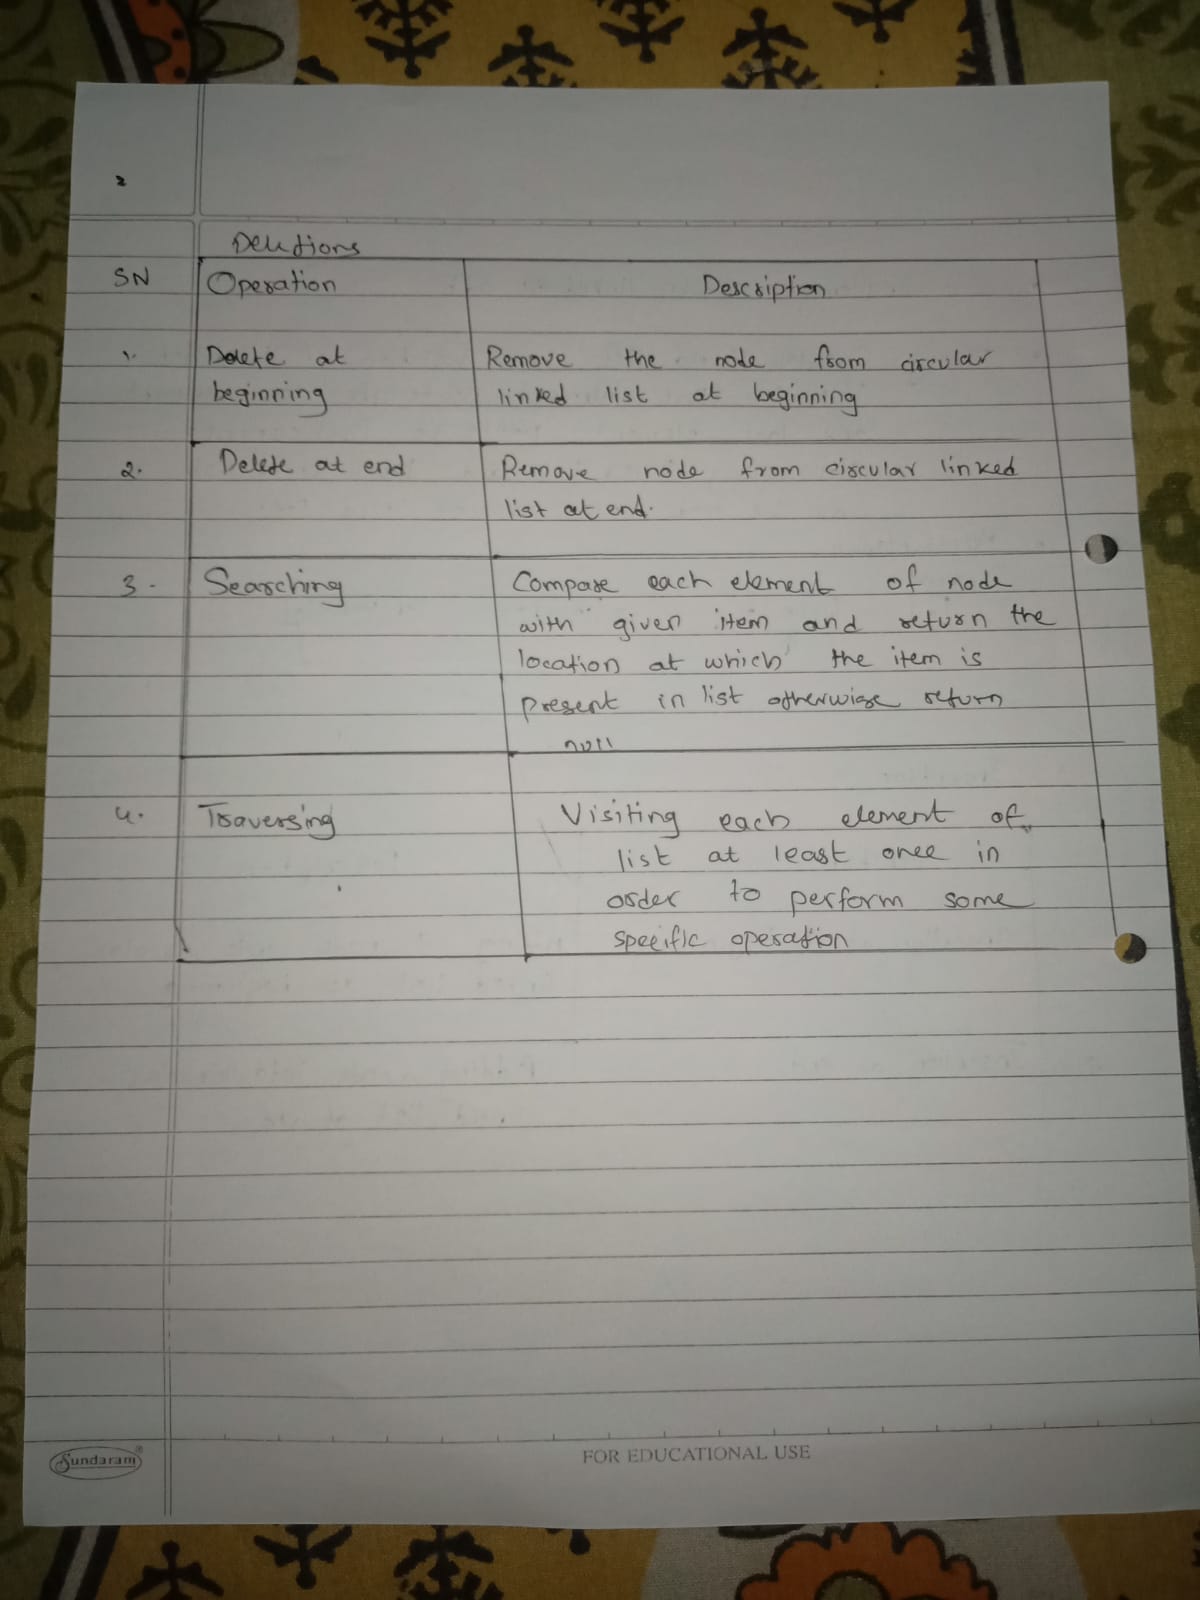 2
Deletions
SN Operation Description
1. Delete at Remove the node from circular
beginning linked list at beginning
2. Delete at end Remove node from circular linked
list at end.
3. Searching Compare each element of node
with given item and return the
location at which the item is
present in list otherwise return
null
4. Traversing Visiting each element of
list at least once in
order to perform some
specific operation
Sundaram®
FOR EDUCATIONAL USE